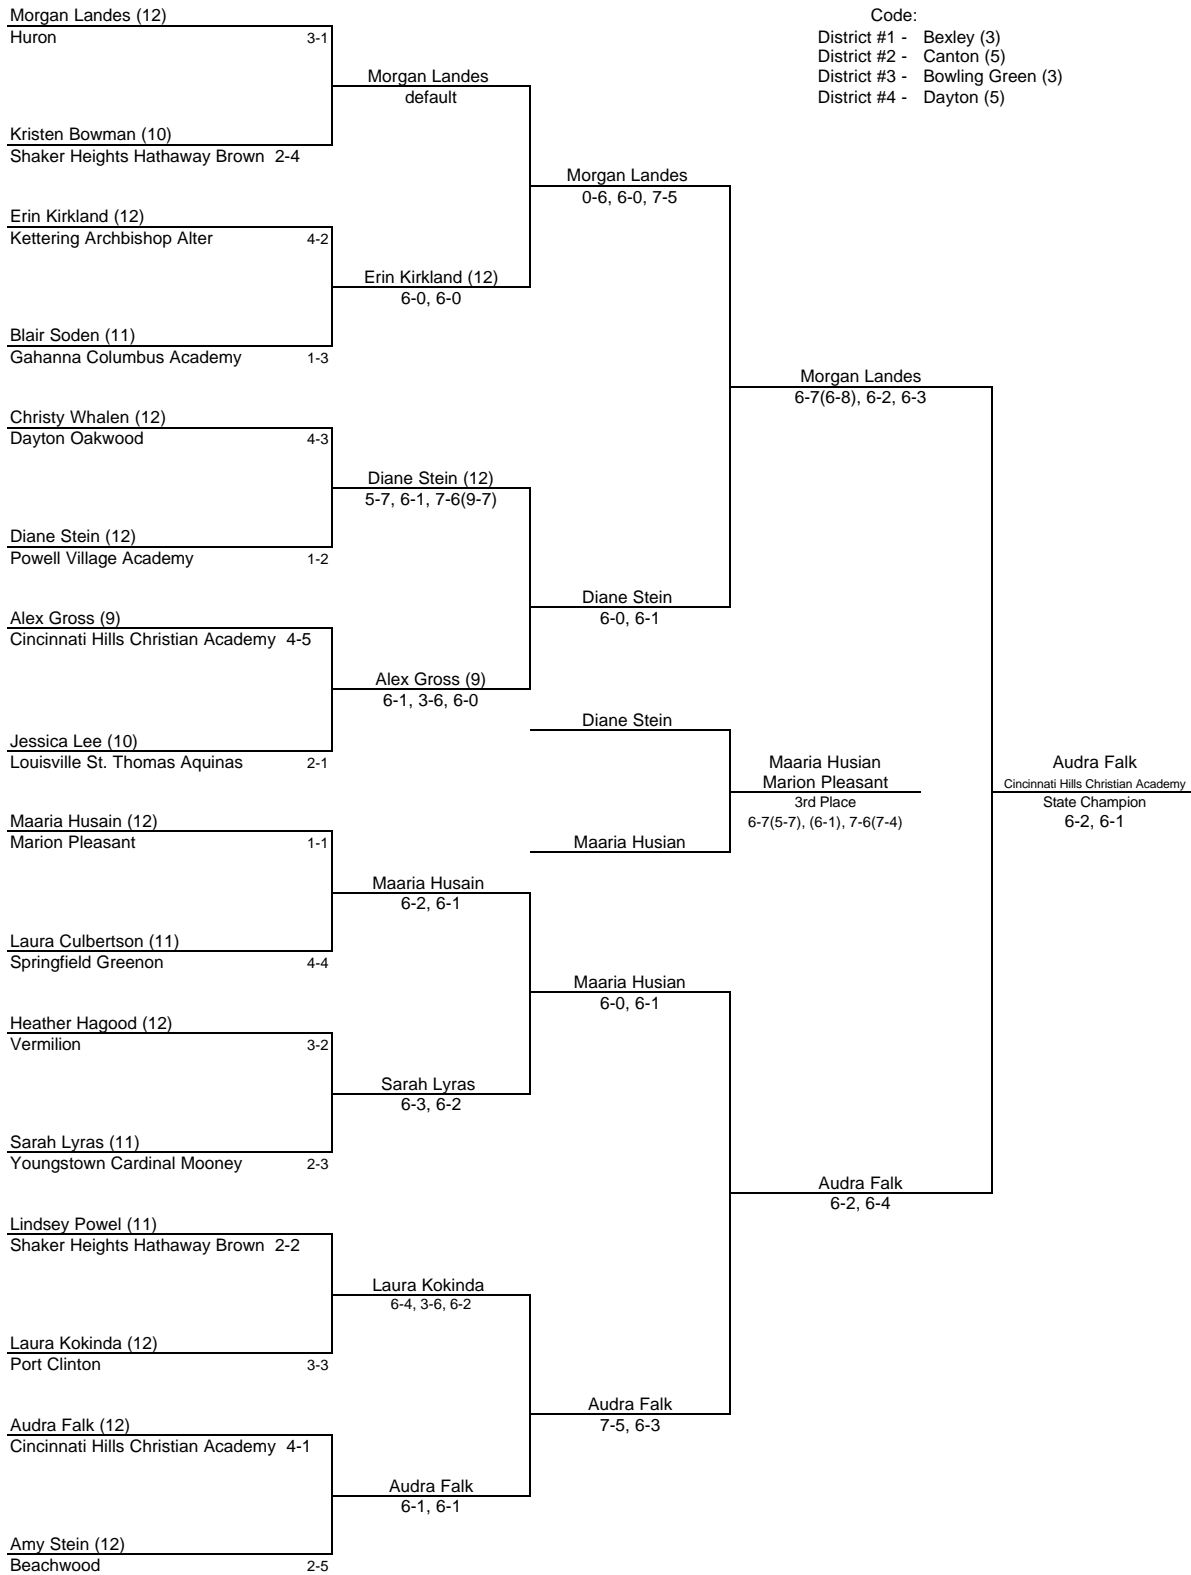 Morgan Landes (12)
Huron 3-1
Kristen Bowman (10)
Shaker Heights Hathaway Brown 2-4
Erin Kirkland (12)
Kettering Archbishop Alter 4-2
Blair Soden (11)
Gahanna Columbus Academy 1-3
Christy Whalen (12)
Dayton Oakwood 4-3
Diane Stein (12)
Powell Village Academy 1-2
Alex Gross (9)
Cincinnati Hills Christian Academy 4-5
Jessica Lee (10)
Louisville St. Thomas Aquinas 2-1
Maaria Husain (12)
Marion Pleasant 1-1
Laura Culbertson (11)
Springfield Greenon 4-4
Heather Hagood (12)
Vermilion 3-2
Sarah Lyras (11)
Youngstown Cardinal Mooney 2-3
Lindsey Powel (11)
Shaker Heights Hathaway Brown 2-2
Laura Kokinda (12)
Port Clinton 3-3
Audra Falk (12)
Cincinnati Hills Christian Academy 4-1
Amy Stein (12)
Beachwood 2-5
Morgan Landes
default
Erin Kirkland (12)
6-0, 6-0
Diane Stein (12)
5-7, 6-1, 7-6(9-7)
Alex Gross (9)
6-1, 3-6, 6-0
Maaria Husain
6-2, 6-1
Sarah Lyras
6-3, 6-2
Laura Kokinda
6-4, 3-6, 6-2
Audra Falk
6-1, 6-1
Morgan Landes
0-6, 6-0, 7-5
Diane Stein
6-0, 6-1
Diane Stein
Maaria Husian
Maaria Husian
6-0, 6-1
Audra Falk
7-5, 6-3
Code:
District #1 - Bexley (3)
District #2 - Canton (5)
District #3 - Bowling Green (3)
District #4 - Dayton (5)
Morgan Landes
6-7(6-8), 6-2, 6-3
Maaria Husian
Marion Pleasant
3rd Place
6-7(5-7), (6-1), 7-6(7-4)
Audra Falk
6-2, 6-4
Audra Falk
Cincinnati Hills Christian Academy
State Champion
6-2, 6-1